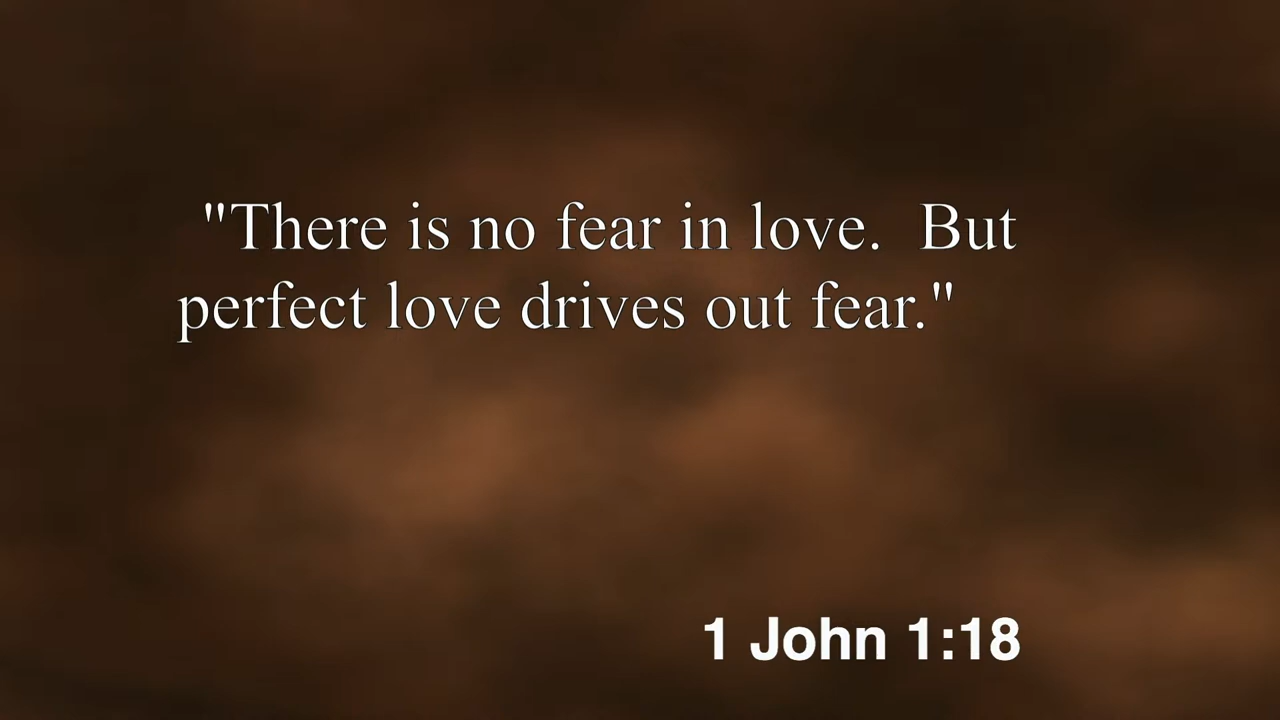 "There is no fear in love.  But
perfect love drives out fear."
1 John 1:18